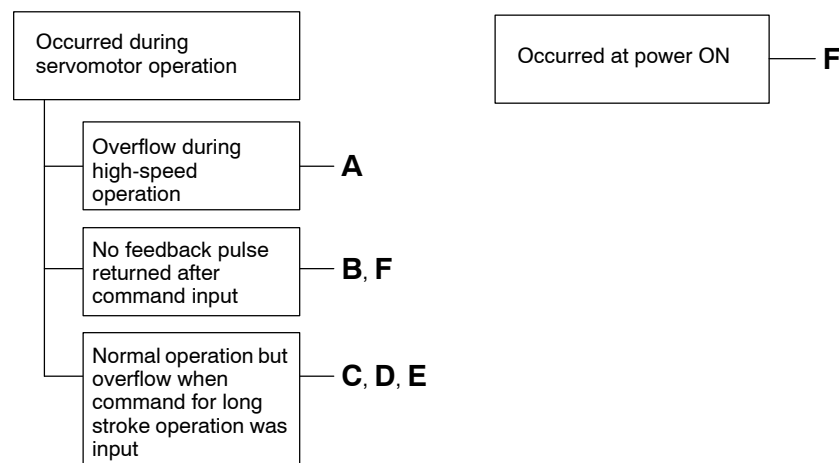 Occurred during
servomotor operation
Overflow during
high-speed
operation
A
No feedback pulse
returned after
command input
B, F
Normal operation but
overflow when
command for long
stroke operation was
input
C, D, E
Occurred at power ON
F